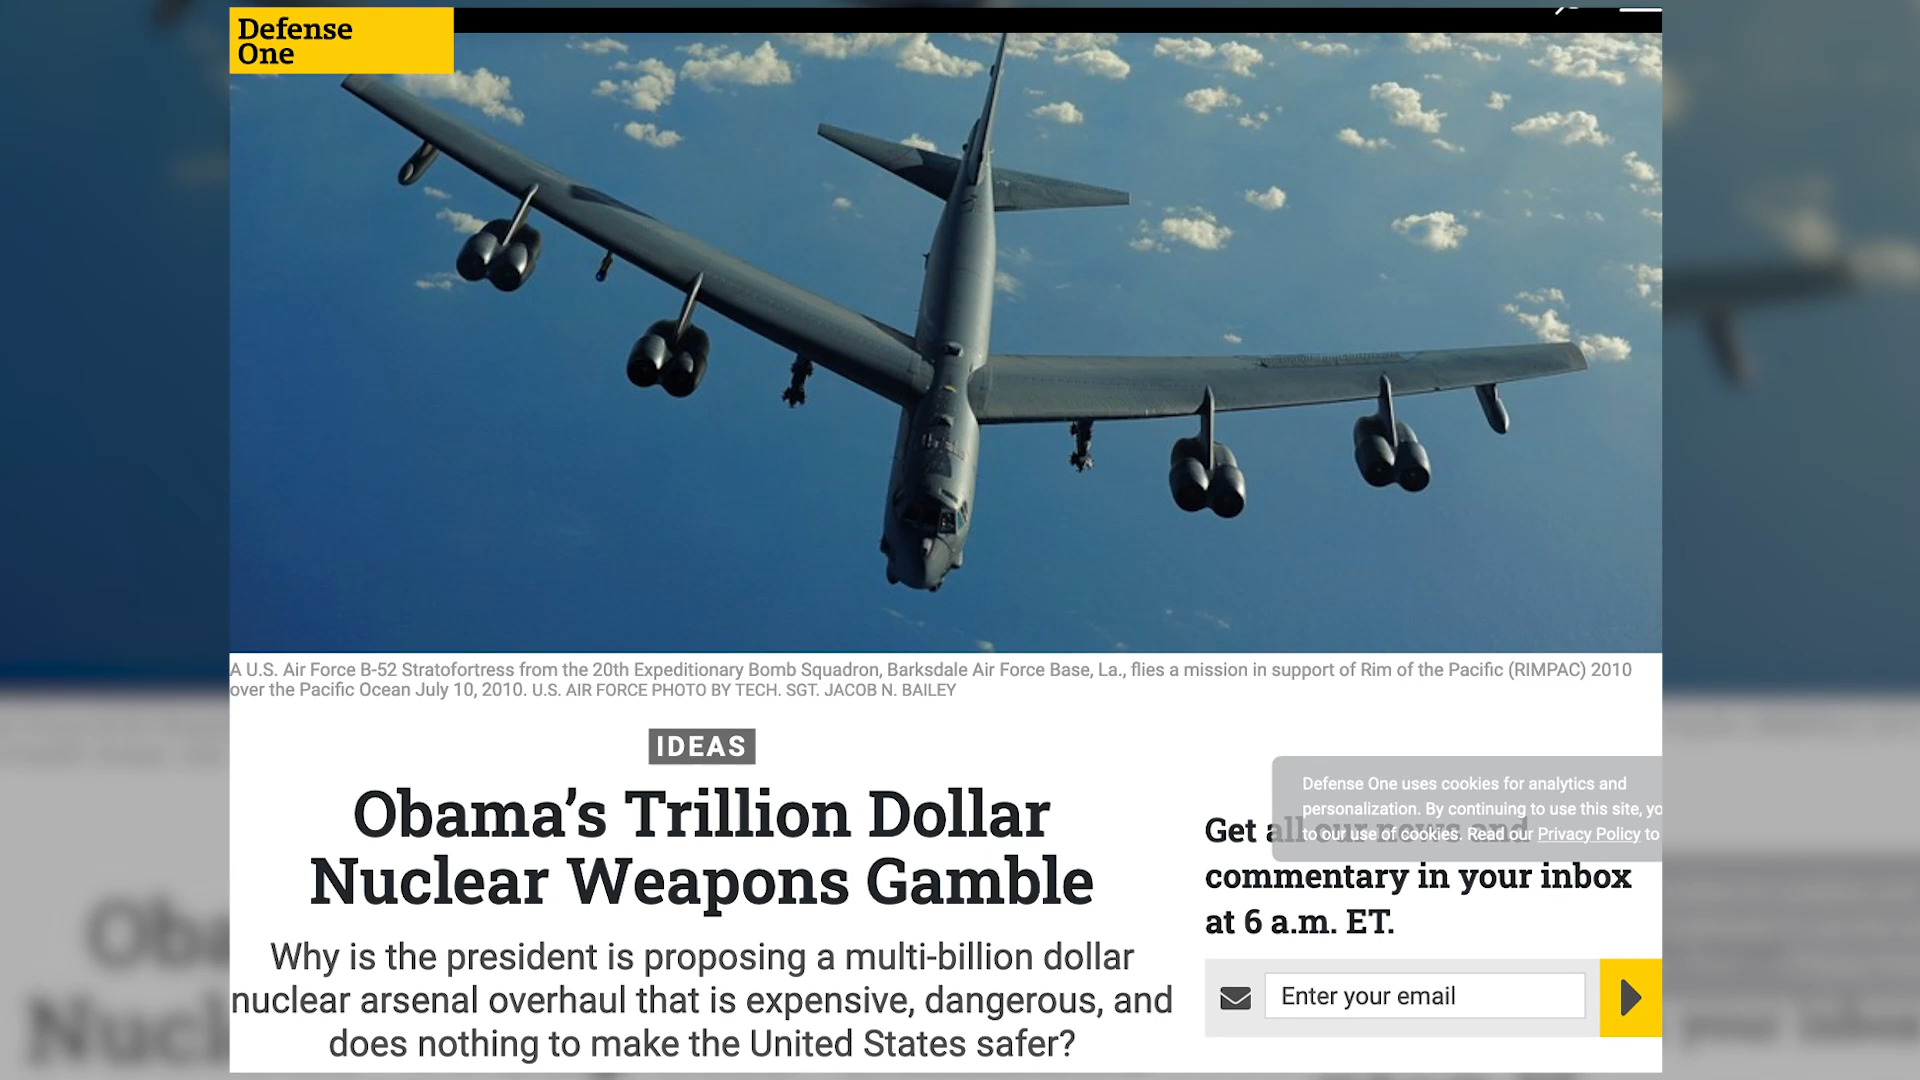 Defense
One
A U.S. Air Force B-52 Stratofortress from the 20th Expeditionary Bomb Squadron, Barksdale Air Force Base, La., flies a mission in support of Rim of the Pacific (RIMPAC) 2010
over the Pacific Ocean July 10, 2010. U.S. AIR FORCE PHOTO BY TECH. SGT. JACOB N. BAILEY
IDEAS
Obama's Trillion Dollar
Nuclear Weapons Gamble
Why is the president is proposing a multi-billion dollar
nuclear arsenal overhaul that is expensive, dangerous, and
does nothing to make the United States safer?
Defense One uses cookies for analytics and
personalization. By continuing to use this site, yo
to our use of cookies. Read our Privacy Policy to
Get all our news and
commentary in your inbox
at 6 a.m. ET.
Enter your email